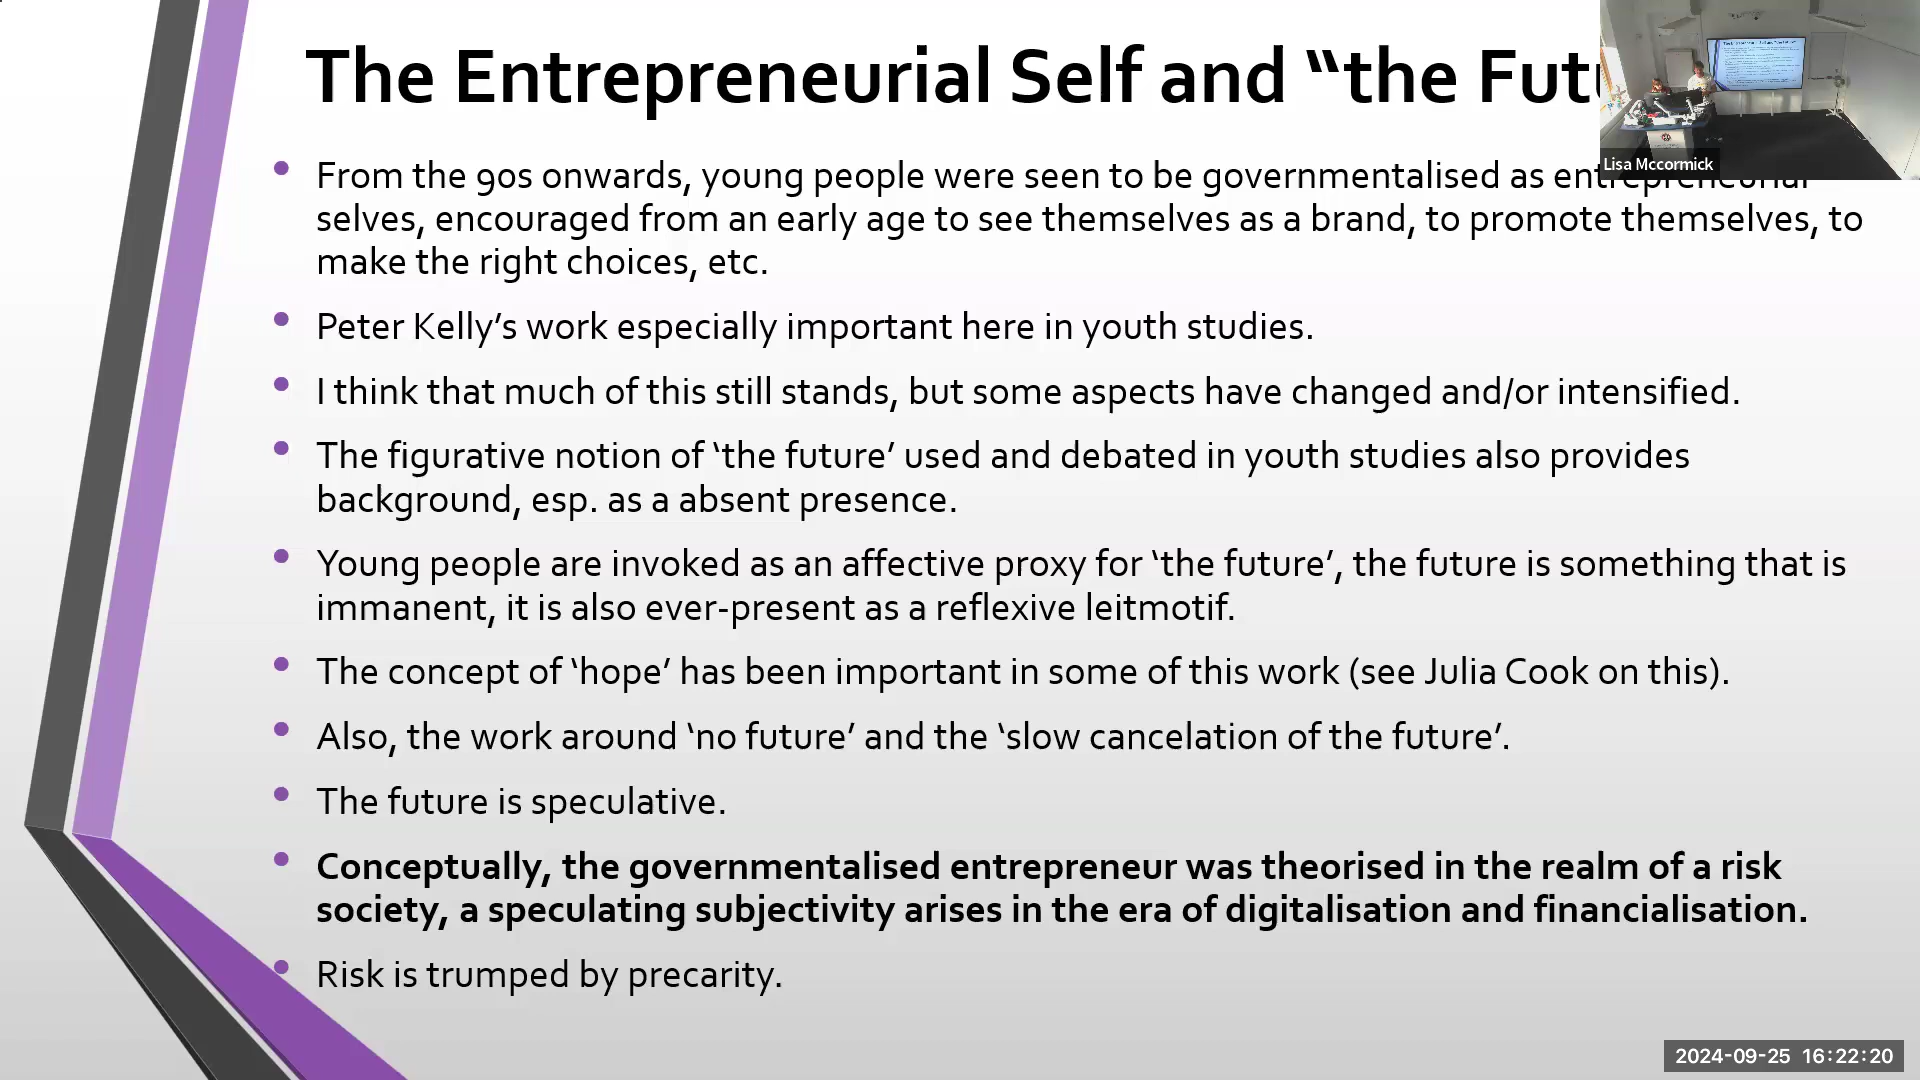 The Entrepreneurial Self and “the Fut
• From the 90s onwards, young people were seen to be governmentalised as entrepreneurial
selves, encouraged from an early age to see themselves as a brand, to promote themselves, to
make the right choices, etc.
• Peter Kelly’s work especially important here in youth studies.
• I think that much of this still stands, but some aspects have changed and/or intensified.
• The figurative notion of ‘the future’ used and debated in youth studies also provides
background, esp. as a absent presence.
• Young people are invoked as an affective proxy for ‘the future’, the future is something that is
immanent, it is also ever-present as a reflexive leitmotif.
• The concept of ‘hope’ has been important in some of this work (see Julia Cook on this).
• Also, the work around ‘no future’ and the ‘slow cancelation of the future’.
• The future is speculative.
• Conceptually, the governmentalised entrepreneur was theorised in the realm of a risk
society, a speculating subjectivity arises in the era of digitalisation and financialisation.
• Risk is trumped by precarity.
Lisa Mccormick
2024-09-25 16:22:20